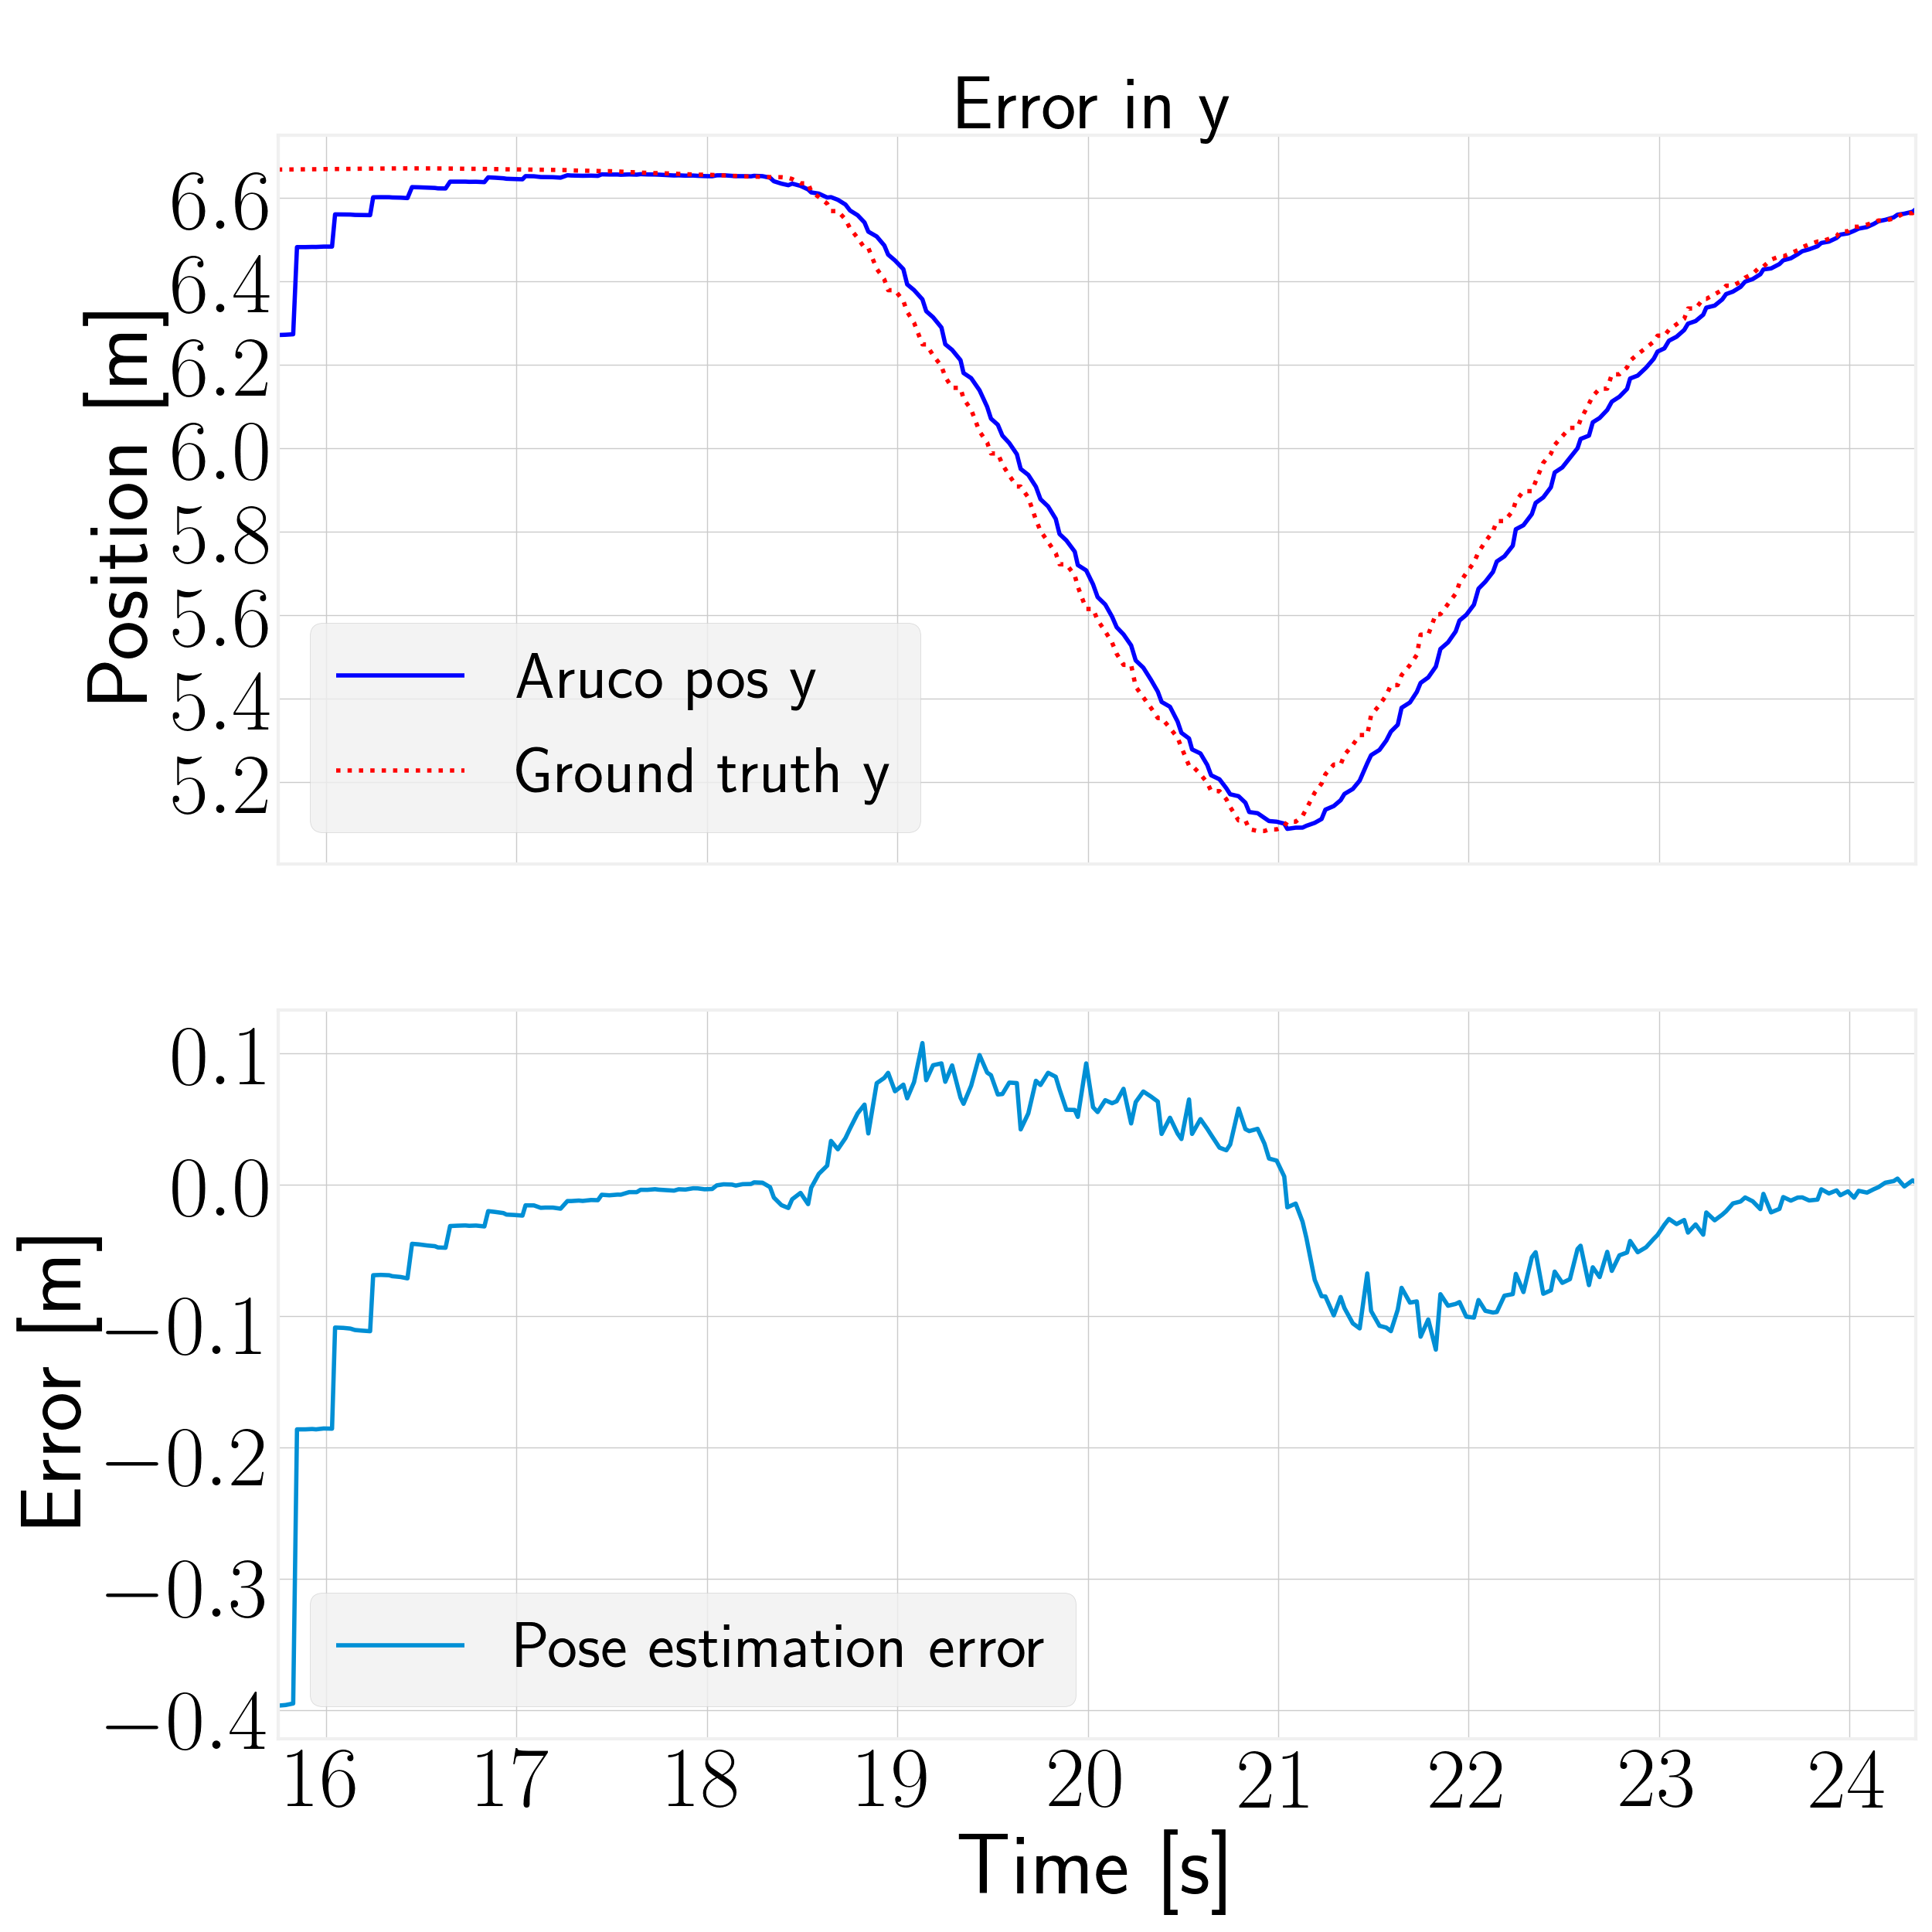 Error in y
Position [m]
6.6
6.4
6.2
6.0
5.8
5.6
5.4
5.2
Aruco pos y
Ground truth y
Error [m]
0.1
0.0
−0.1
−0.2
−0.3
−0.4
Pose estimation error
16 17 18 19 20 21 22 23 24
Time [s]